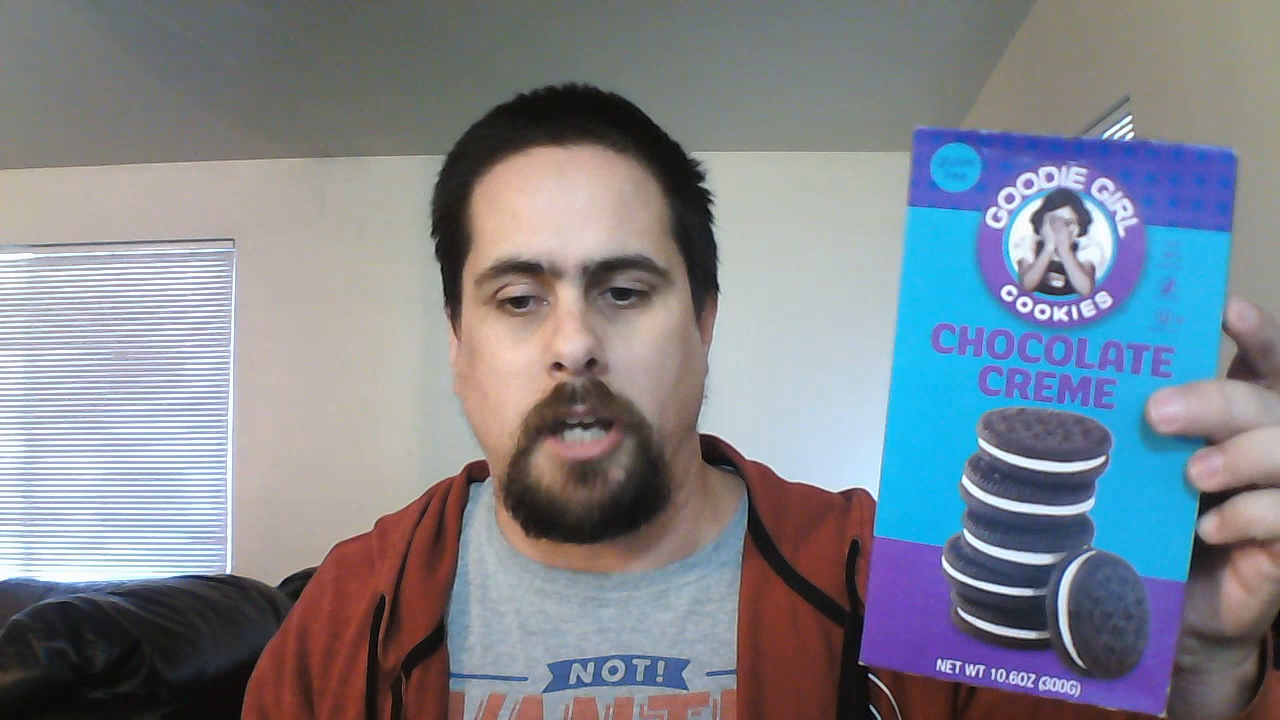 GOODIE GIRL
COOKIES
CHOCOLATE
CREME
NET WT 10.6OZ (300G)
NOT!